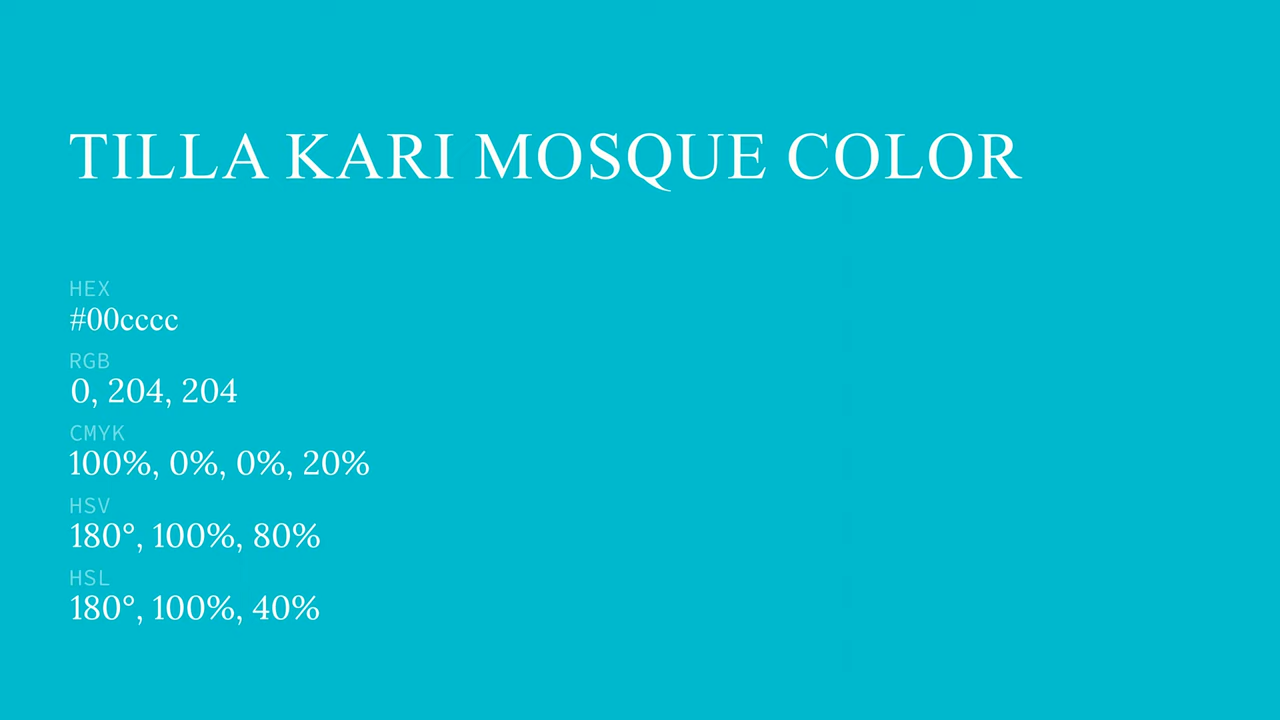 TILLA KARI MOSQUE COLOR
HEX
#00cccc
RGB
0, 204, 204
CMYK
100%, 0%, 0%, 20%
HSV
180°, 100%, 80%
HSL
180°, 100%, 40%